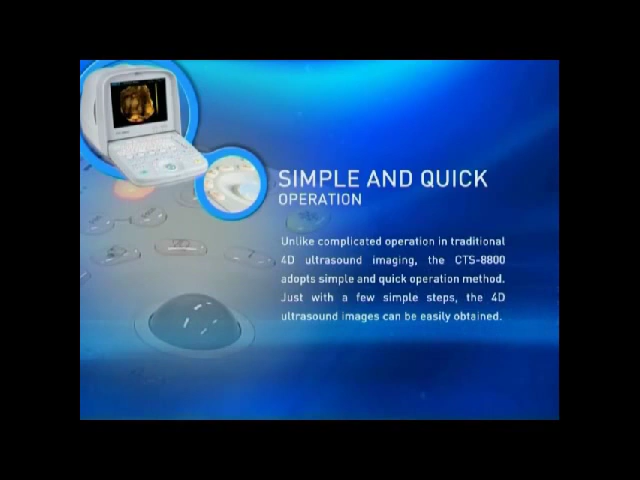 SIMPLE AND QUICK
OPERATION
Unlike complicated operation in traditional
4D ultrasound imaging, the CTS-8800
adopts simple and quick operation method.
Just with a few simple steps, the 4D
ultrasound images can be easily obtained.